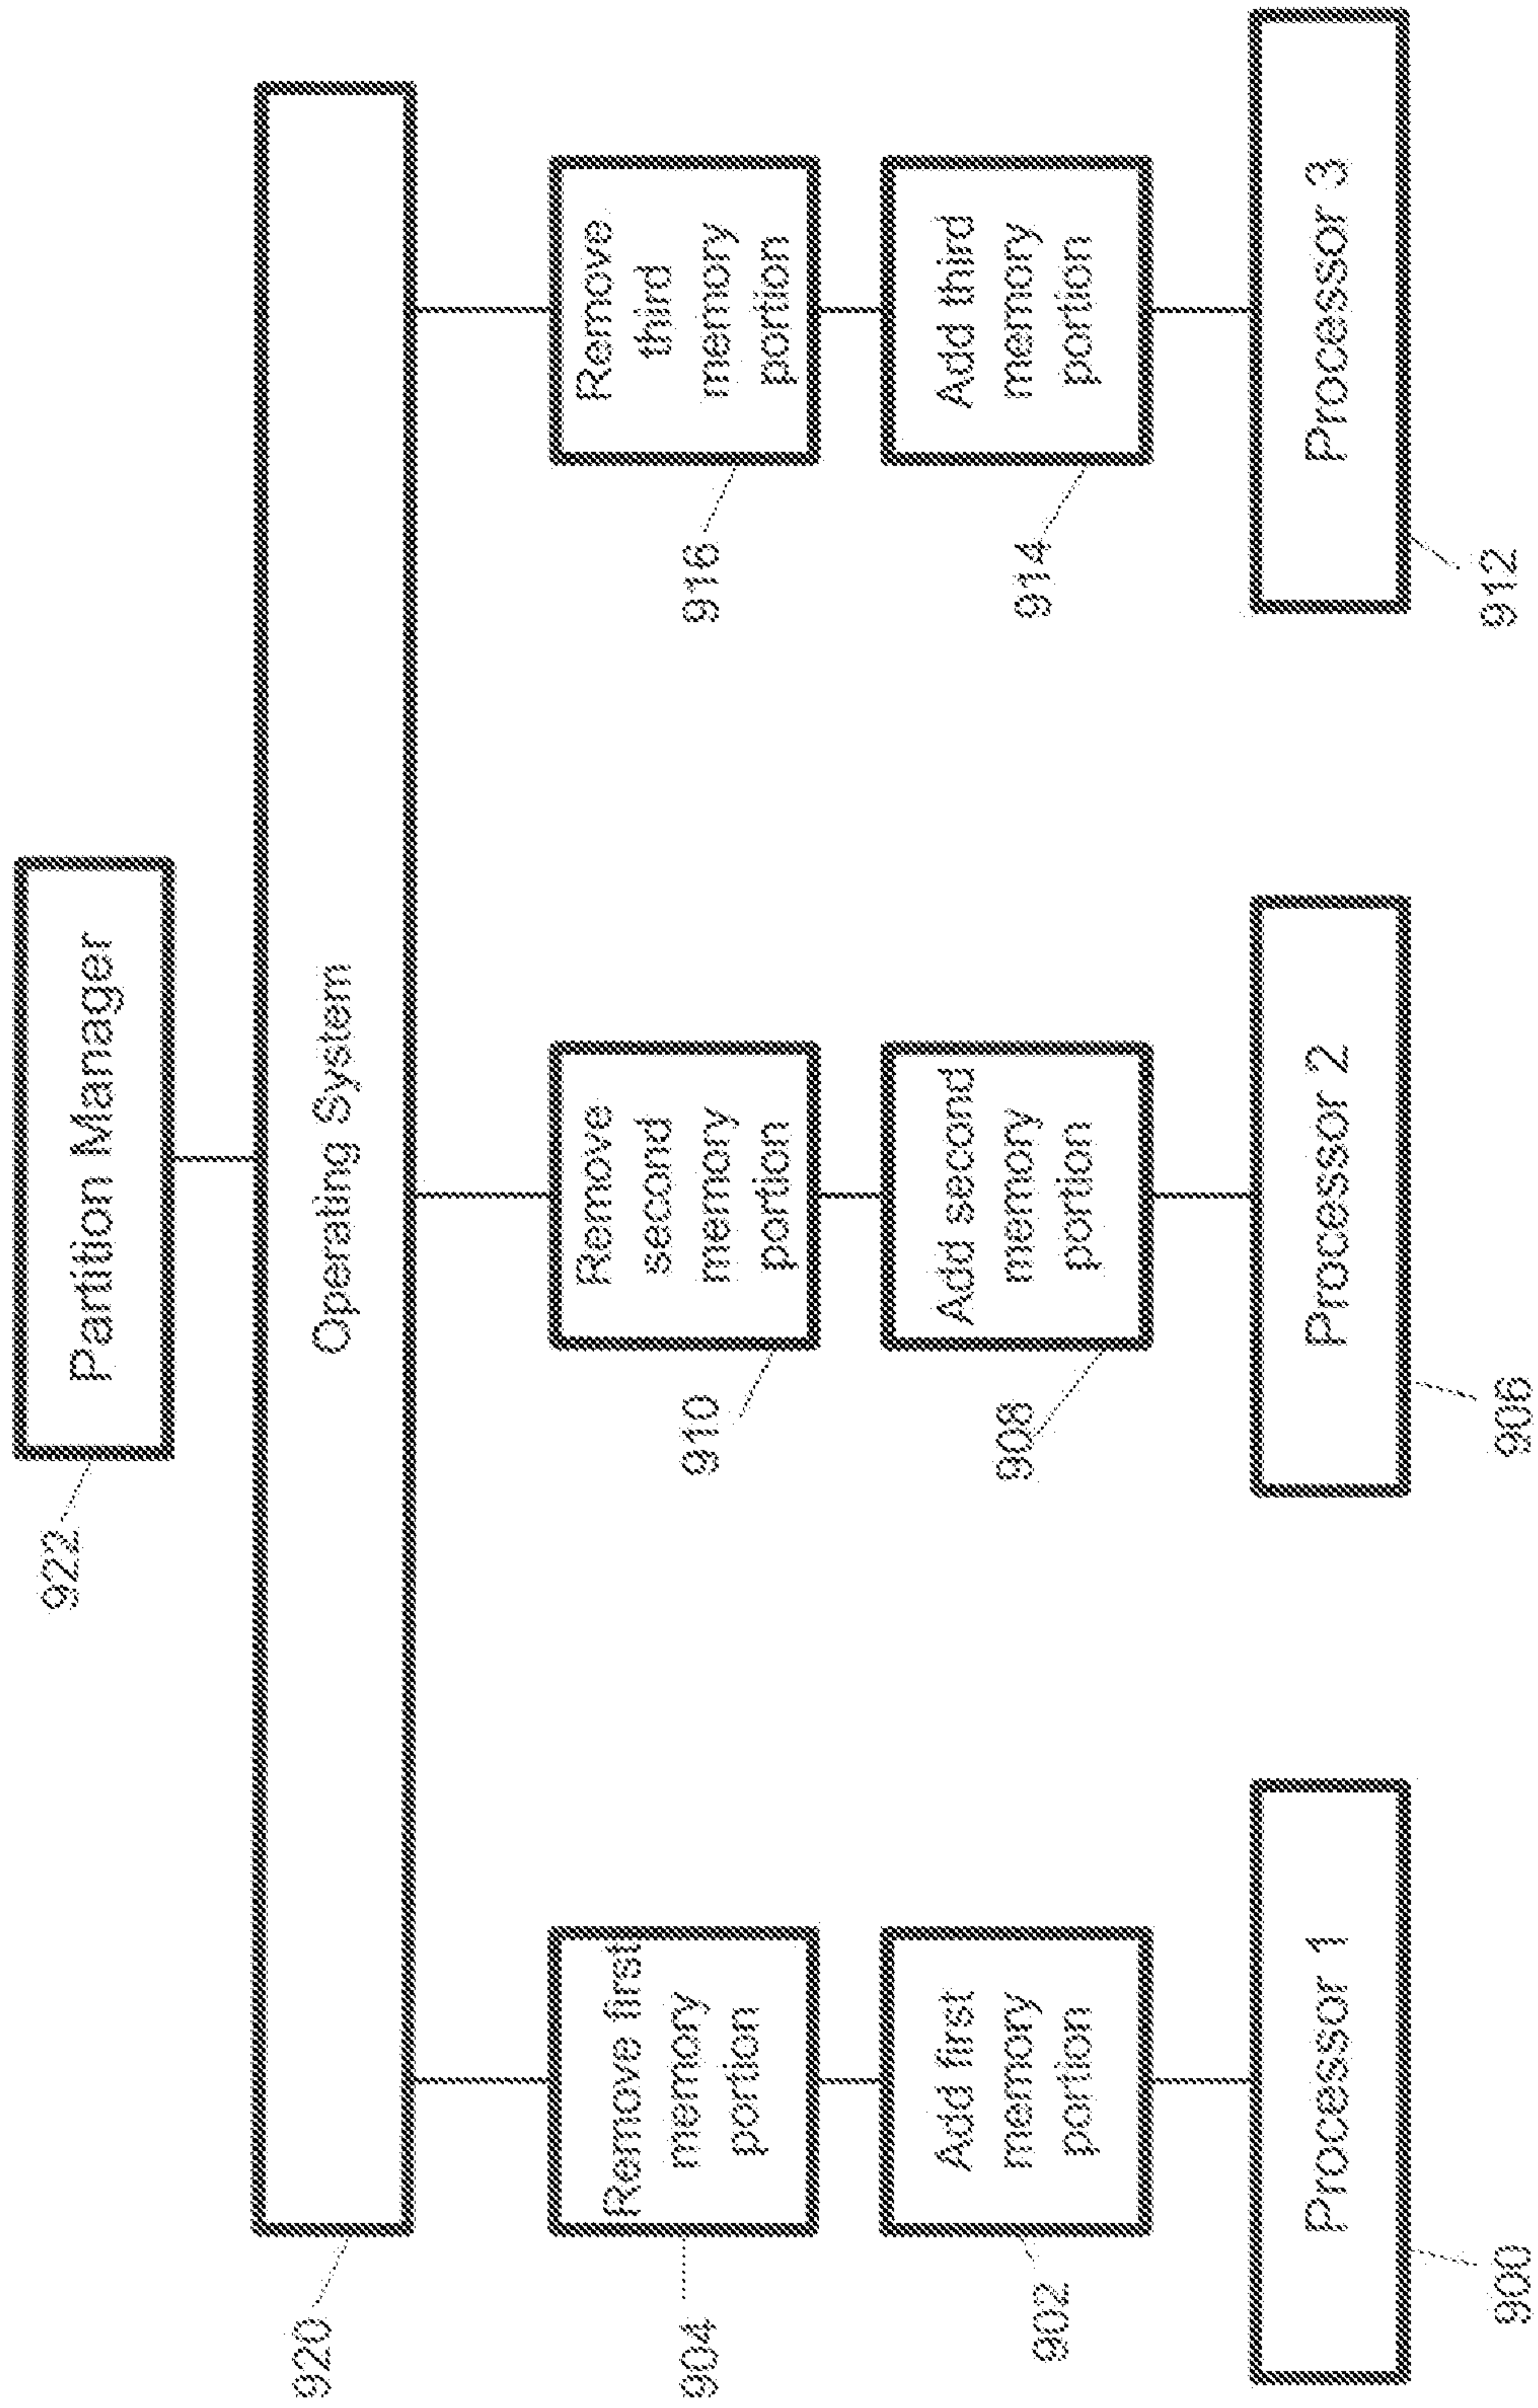 922
Partition Manager
920
Operating System
904
Remove first
memory
portion
910
Remove
second
memory
portion
916
Remove
third
memory
portion
902
Add first
memory
portion
908
Add second
memory
portion
914
Add third
memory
portion
Processor 1
Processor 2
Processor 3
900
906
912